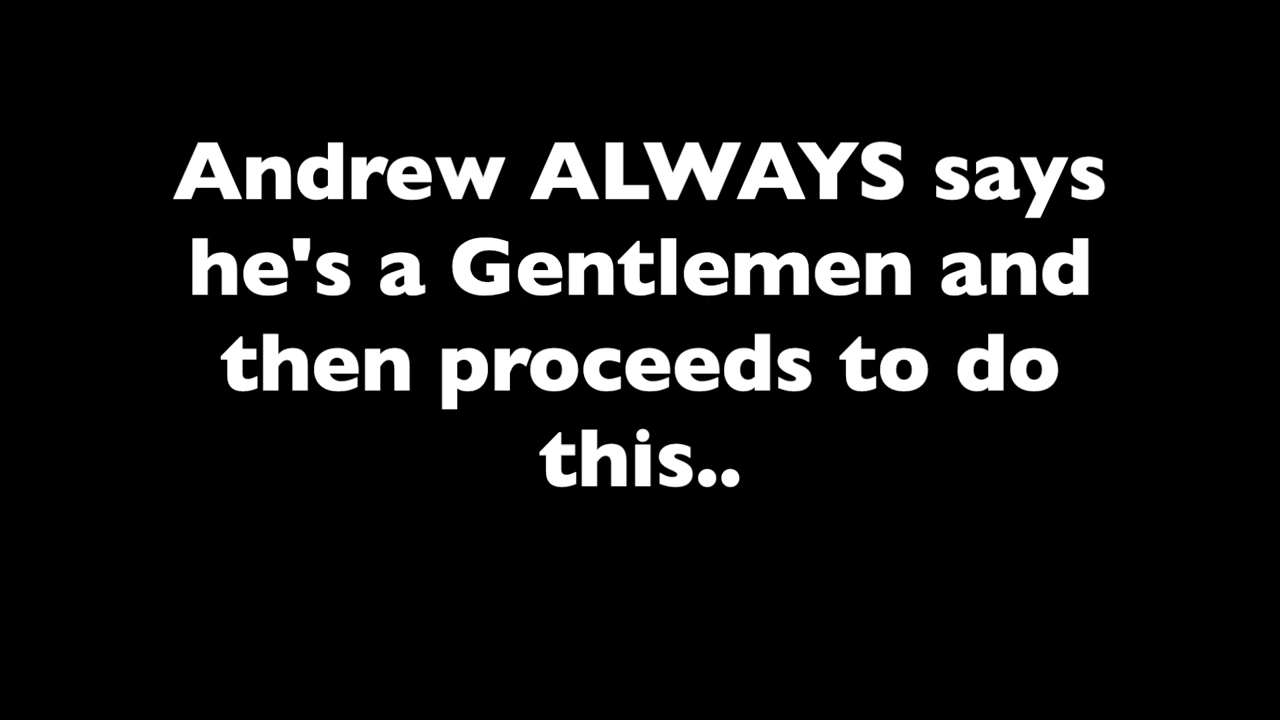 Andrew ALWAYS says
he's a Gentlemen and
then proceeds to do
this..